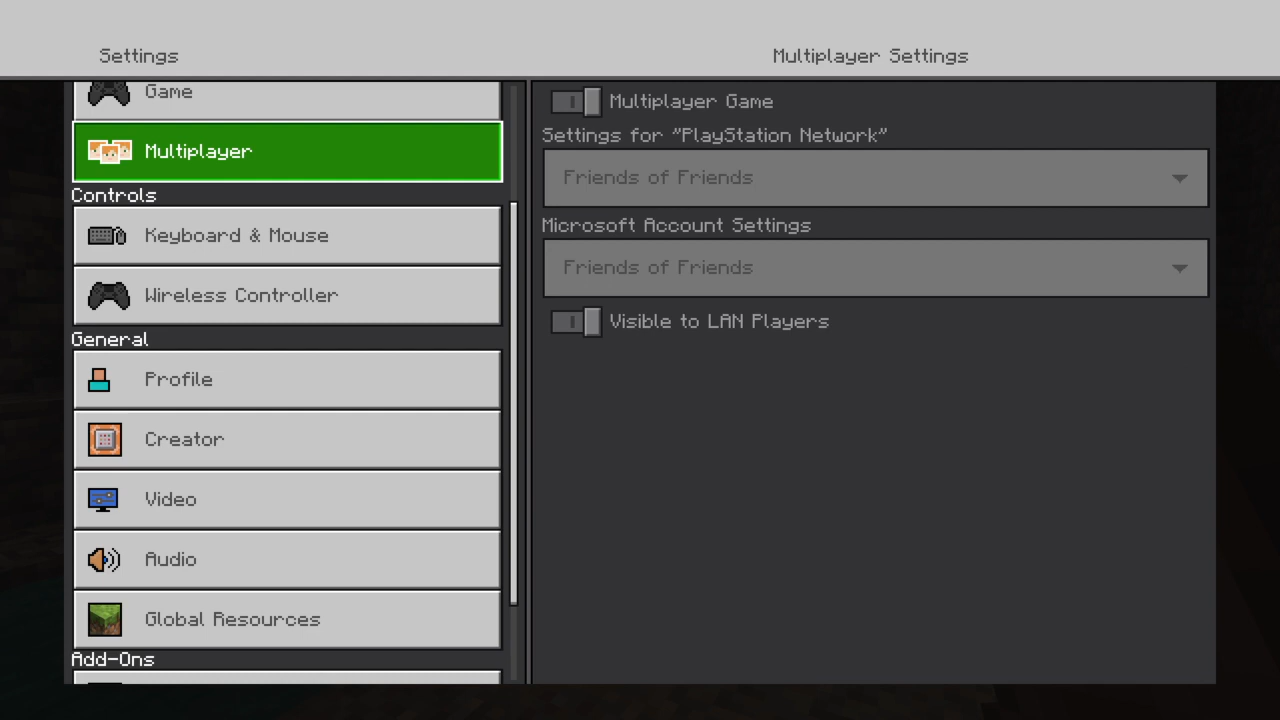 Settings
Multiplayer Settings
Game
Multiplayer
Controls
Keyboard & Mouse
Wireless Controller
General
Profile
Creator
Video
Audio
Global Resources
Add-Ons
Multiplayer Game
Settings for "PlayStation Network"
Friends of Friends
Microsoft Account Settings
Friends of Friends
Visible to LAN Players